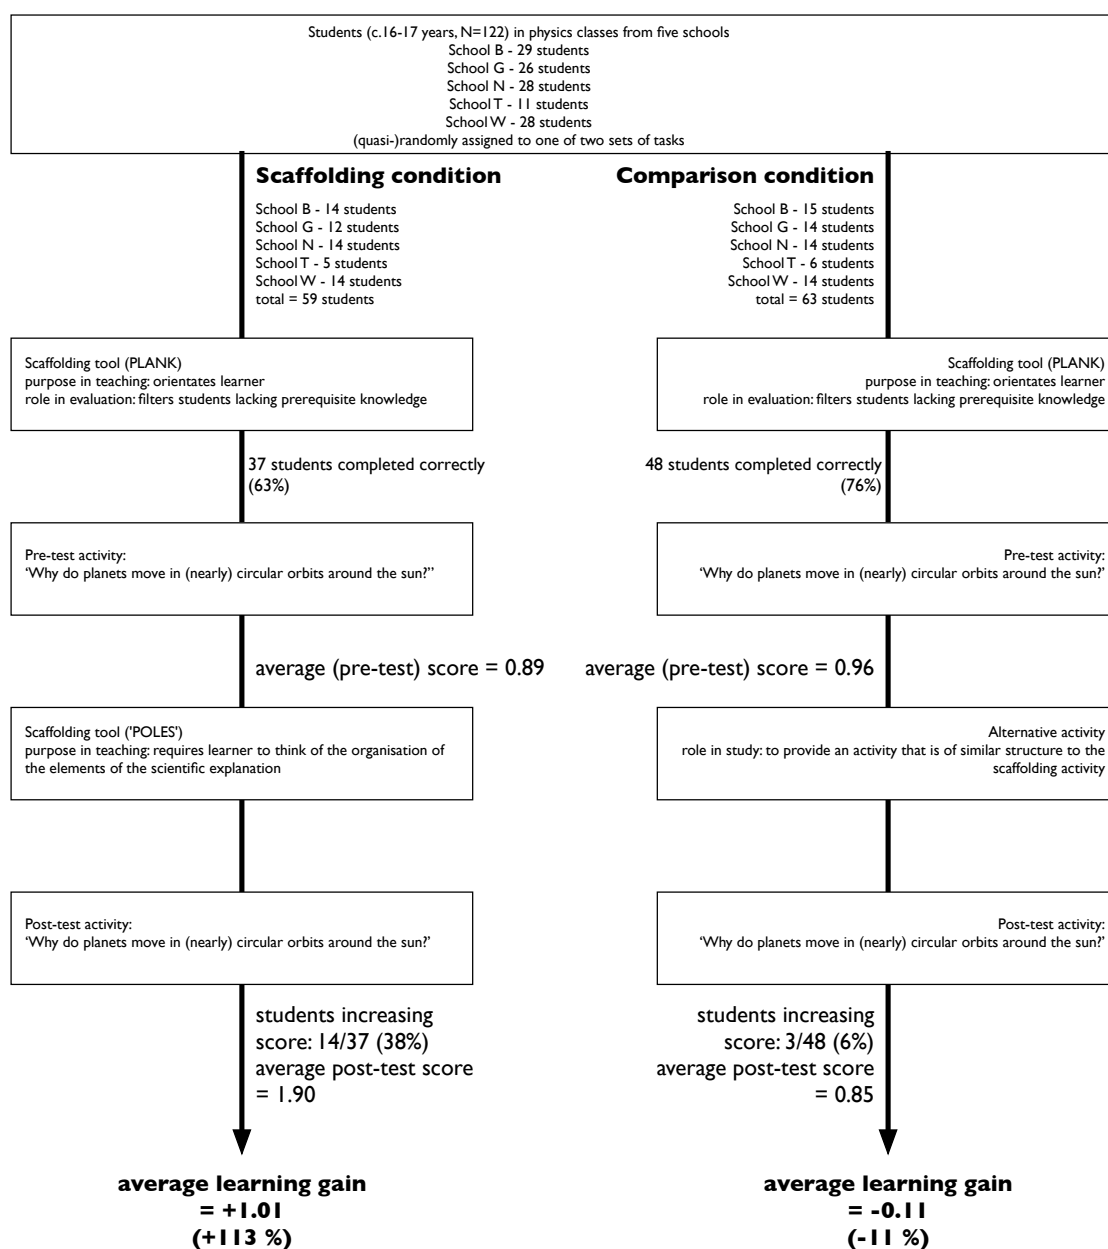 Students (c.16-17 years, N=122) in physics classes from five schools
School B - 29 students
School G - 26 students
School N - 28 students
School T - 11 students
School W - 28 students
(quasi-)randomly assigned to one of two sets of tasks
Scaffolding condition
School B - 14 students
School G - 12 students
School N - 14 students
School T - 5 students
School W - 14 students
total = 59 students
Comparison condition
School B - 15 students
School G - 14 students
School N - 14 students
School T - 6 students
School W - 14 students
total = 63 students
Scaffolding tool (PLANK)
purpose in teaching: orientates learner
role in evaluation: filters students lacking prerequisite knowledge
Scaffolding tool (PLANK)
purpose in teaching: orientates learner
role in evaluation: filters students lacking prerequisite knowledge
37 students completed correctly
(63%)
48 students completed correctly
(76%)
Pre-test activity:
‘Why do planets move in (nearly) circular orbits around the sun?’’
Pre-test activity:
‘Why do planets move in (nearly) circular orbits around the sun?’
average (pre-test) score = 0.89
average (pre-test) score = 0.96
Scaffolding tool ('POLES')
purpose in teaching: requires learner to think of the organisation of
the elements of the scientific explanation
Alternative activity
role in study: to provide an activity that is of similar structure to the
scaffolding activity
Post-test activity:
‘Why do planets move in (nearly) circular orbits around the sun?’
Post-test activity:
‘Why do planets move in (nearly) circular orbits around the sun?’
students increasing
score: 14/37 (38%)
average post-test score
= 1.90
students increasing
score: 3/48 (6%)
average post-test score
= 0.85
average learning gain
= +1.01
(+113 %)
average learning gain
= -0.11
(-11 %)